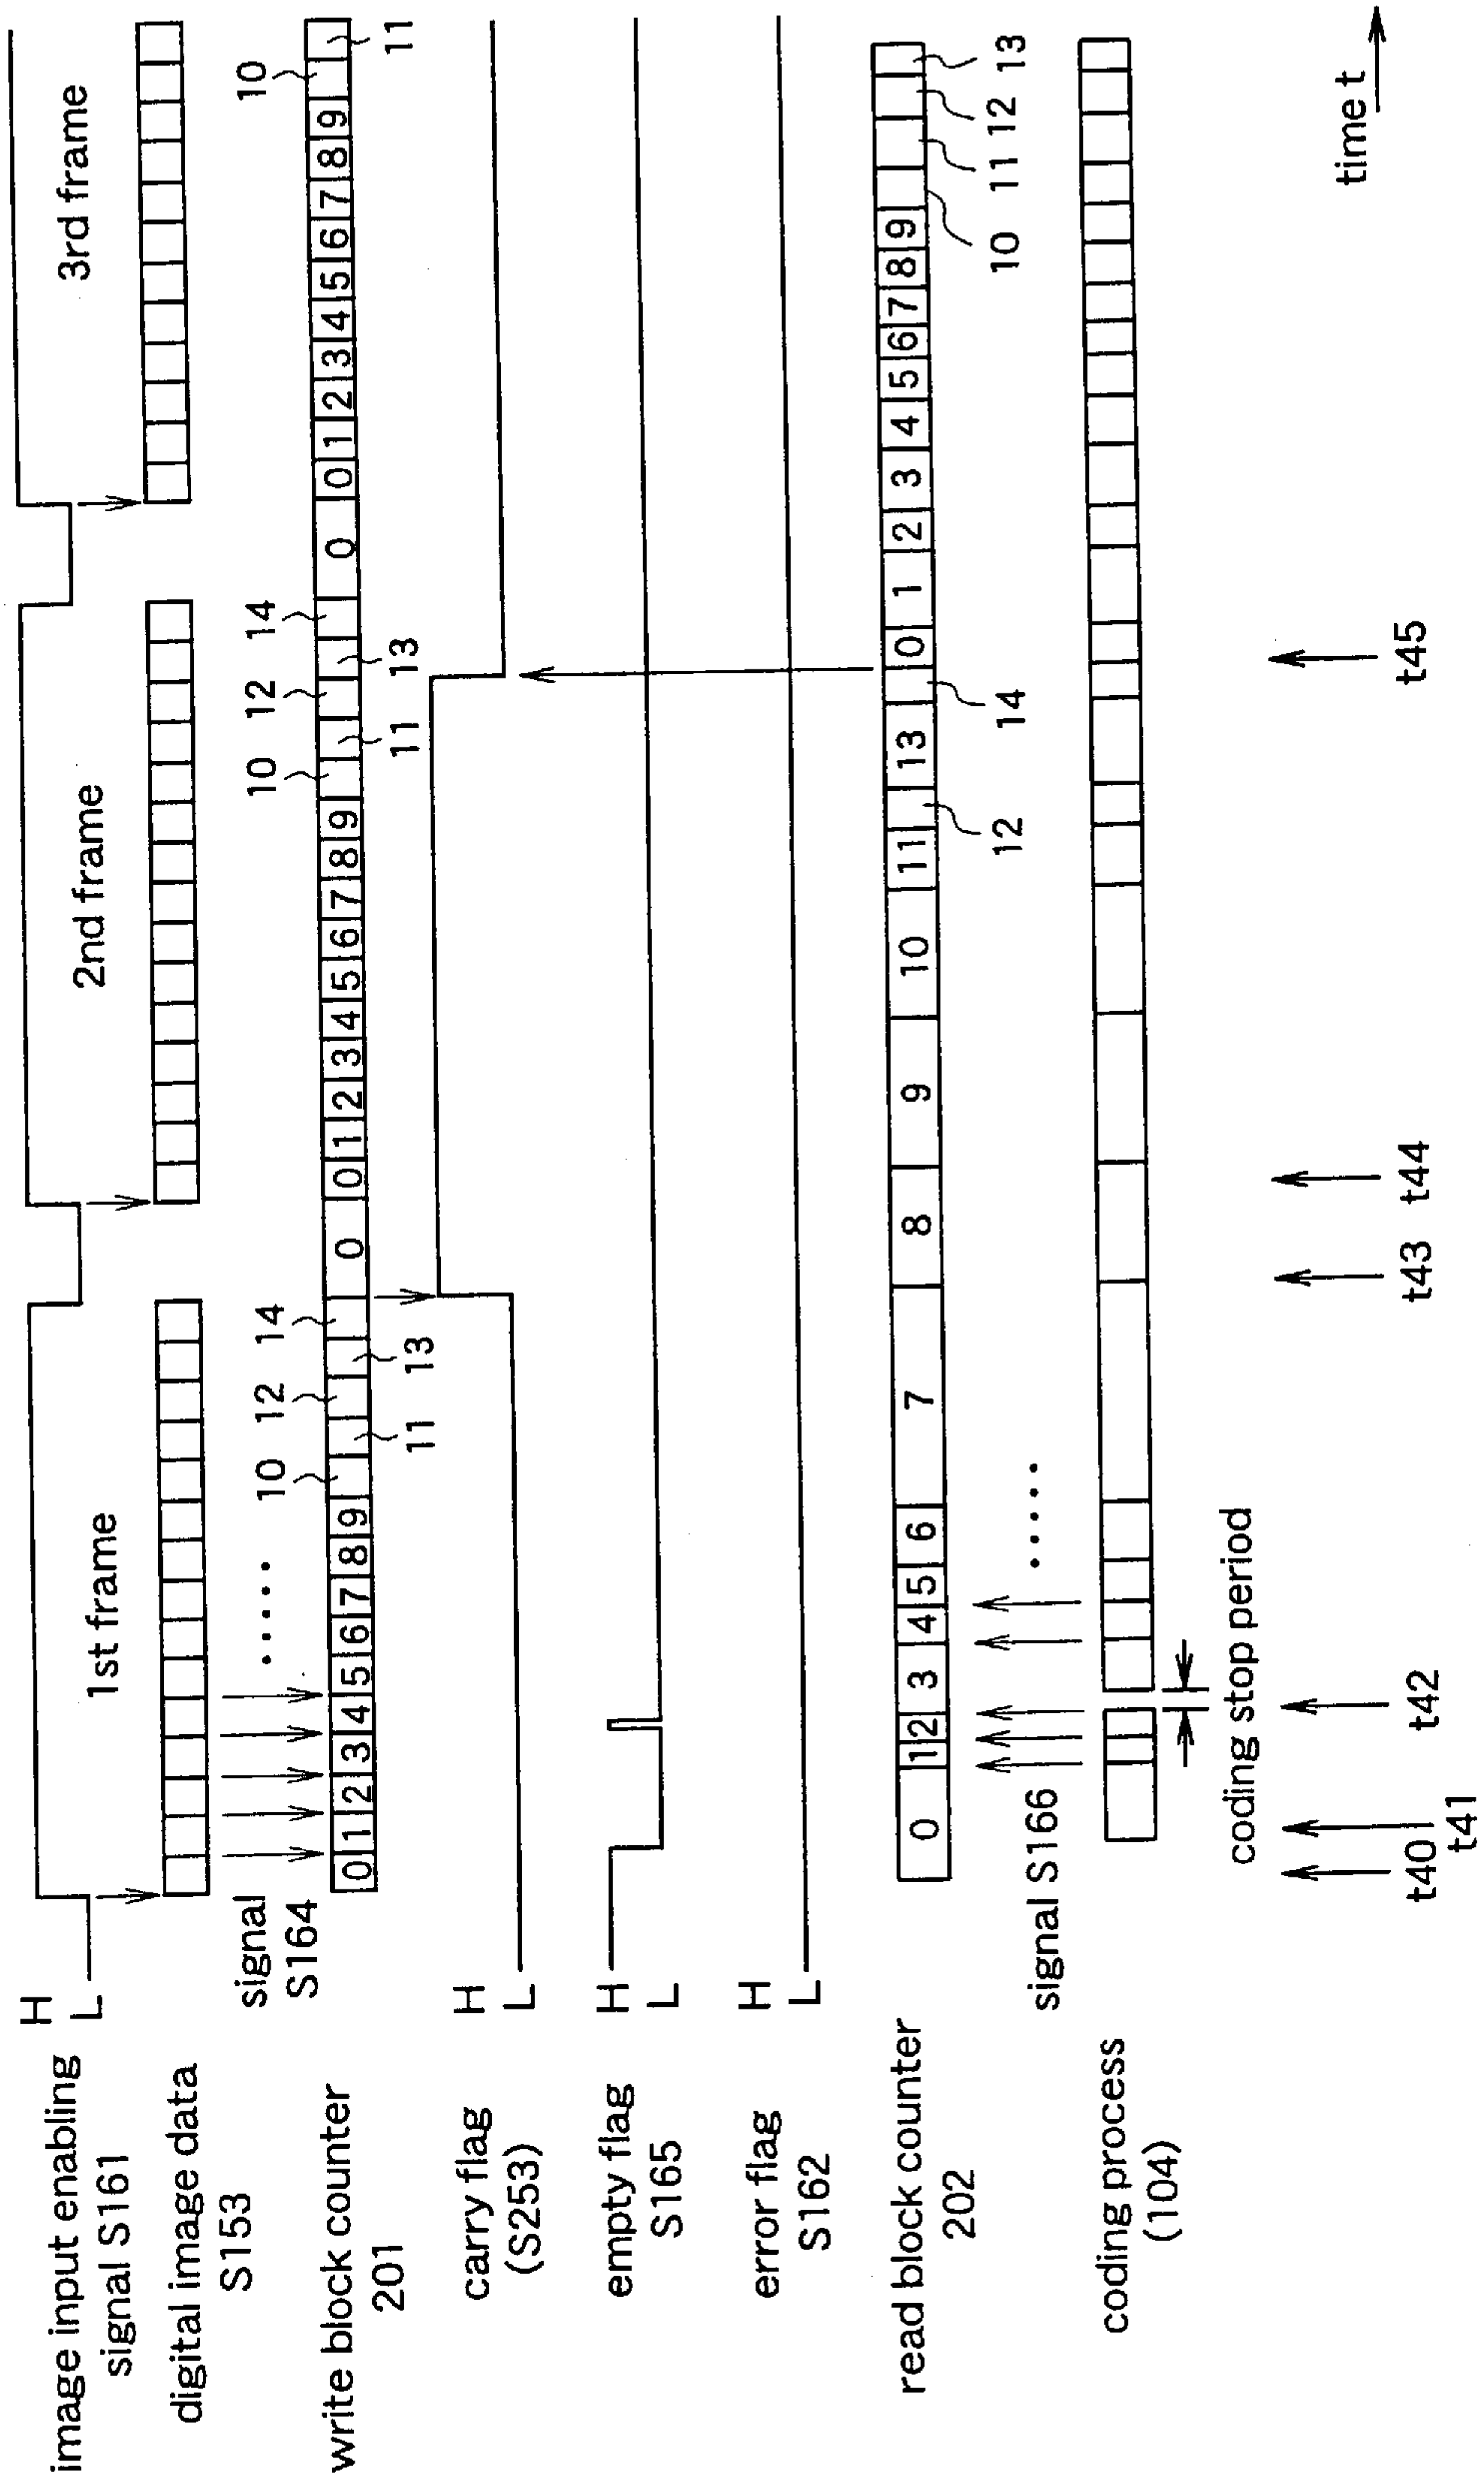 H
L
image input enabling
signal S161
1st frame
2nd frame
3rd frame
digital image data
S153
signal
S164
......
write block counter
201
0 1 2 3 4 5 6 7 8 9 10 11 12 13 14 0 0 1 2 3 4 5 6 7 8 9 10 11 12 13 14 0 0 1 2 3 4 5 6 7 8 9 10 11
H
L
carry flag
(S253)
H
L
empty flag
S165
H
L
error flag
S162
read block counter
202
0 1 2 3 4 5 6 7 8 9 10 11 12 13 14 0 1 2 3 4 5 6 7 8 9 10 11 12 13
signal S166
......
coding process
(104)
coding stop period
t40
t41
t42
t43
t44
t45
time t